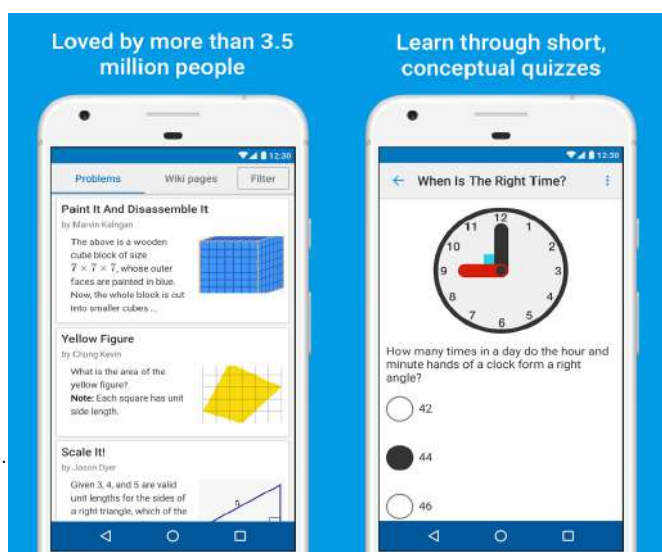 Loved by more than 3.5
million people
12:30
Problems Wiki pages Filter
Paint It And Disassemble It
by Marvin Kalngan
The above is a wooden
cube block of size
7 × 7 × 7, whose outer
faces are painted in blue.
Now, the whole block is cut
into smaller cubes ...
Yellow Figure
by Chung Kevin
What is the area of the
yellow figure?
Note: Each square has unit
side length.
Scale It!
by Jason Dyer
Given 3, 4, and 5 are valid
unit lengths for the sides of
a right triangle, which of the
5
Learn through short,
conceptual quizzes
12:30
When Is The Right Time?
12
1
2
3
4
5
6
7
8
9
10
11
How many times in a day do the hour and
minute hands of a clock form a right
angle?
42
44
46